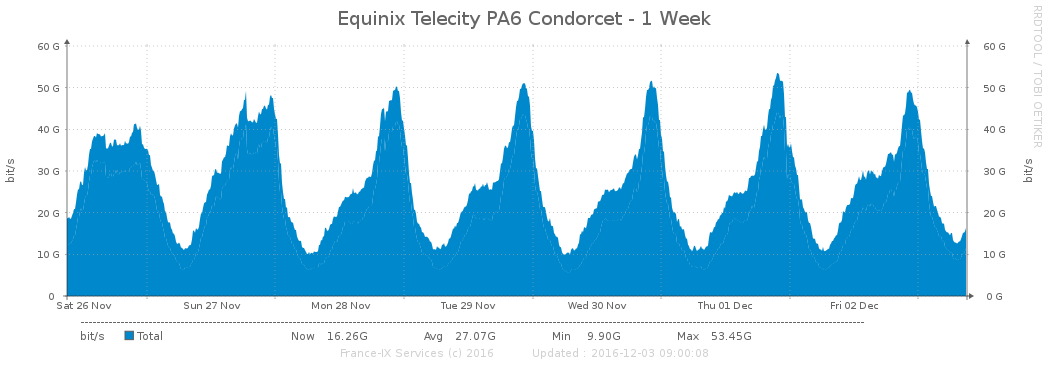 Equinix Telecity PA6 Condorcet - 1 Week
RRDTOOL / TOBI OETIKER
60 G 60 G
50 G 50 G
40 G 40 G
30 G 30 G
20 G 20 G
10 G 10 G
0 0 G
bit/s bit/s
Sat 26 Nov Sun 27 Nov Mon 28 Nov Tue 29 Nov Wed 30 Nov Thu 01 Dec Fri 02 Dec
bit/s Total Now 16.26G Avg 27.07G Min 9.90G Max 53.45G
France-IX Services (c) 2016 Updated : 2016-12-03 09:00:08